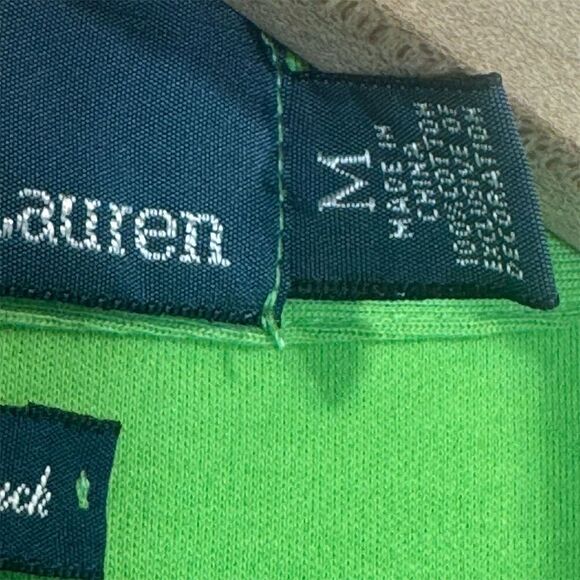 Lauren
M
MADE IN
CHINA
100% COTTON
EXCLUSIVE OF
DECORATION